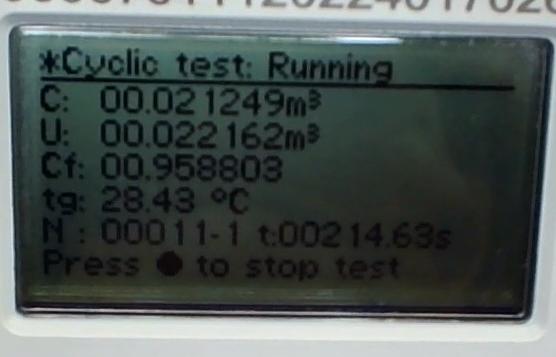 *Cyclic test: Running
C: 00.021249m³
U: 00.022162m³
Cf: 00.958803
tg: 28.43 °C
N : 00011-1 t:00214.63s
Press ● to stop test